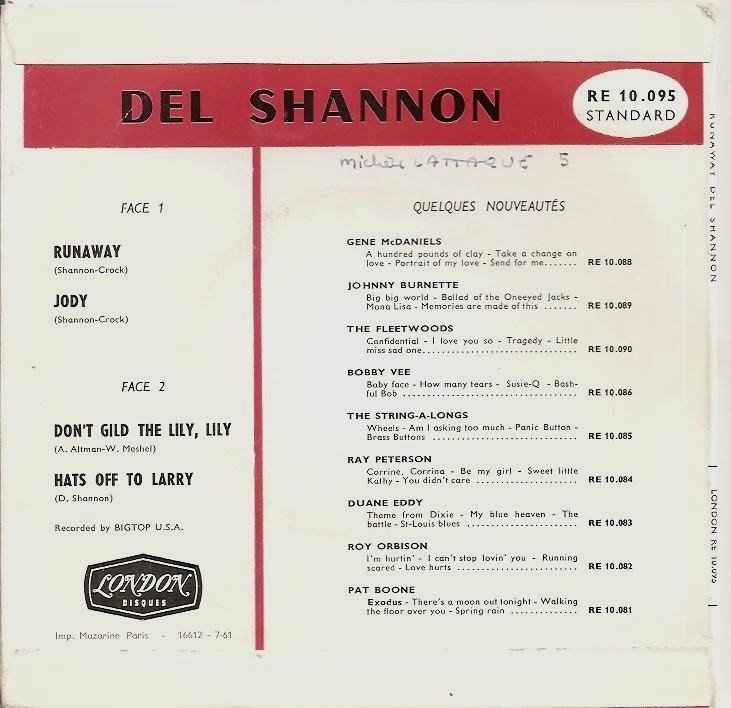 DEL SHANNON
RE 10.095
STANDARD
5
FACE 1
RUNAWAY
(Shannon-Crock)
JODY
(Shannon-Crock)
FACE 2
DON'T GILD THE LILY, LILY
(A. Altman-W. Meshel)
HATS OFF TO LARRY
(D. Shannon)
Recorded by BIGTOP U.S.A.
LONDON
DISQUES
Imp. Mazarine Paris - 16612 - 7-61
QUELQUES NOUVEAUTÉS
GENE McDANIELS
A hundred pounds of clay - Take a change on
love - Portrait of my love - Send for me....... RE 10.088
JOHNNY BURNETTE
Big big world - Ballad of the Oneeyed Jacks -
Mona Lisa - Memories are made of this ....... RE 10.089
THE FLEETWOODS
Confidential - I love you so - Tragedy - Little
miss sad one................................ RE 10.090
BOBBY VEE
Baby face - How many tears - Susie-Q - Bash-
ful Bob .................................... RE 10.086
THE STRING-A-LONGS
Wheels - Am I asking too much - Panic Button -
Brass Buttons .............................. RE 10.085
RAY PETERSON
Corrine, Corrina - Be my girl - Sweet little
Kathy - You didn't care ..................... RE 10.084
DUANE EDDY
Theme from Dixie - My blue heaven - The
battle - St-Louis blues ....................... RE 10.083
ROY ORBISON
I'm hurtin' - I can't stop lovin' you - Running
scared - Love hurts ......................... RE 10.082
PAT BOONE
Exodus - There's a moon out tonight - Walking
the floor over you - Spring rain .............. RE 10.081
RUNAWAY DEL SHANNON
LONDON RE 10.095